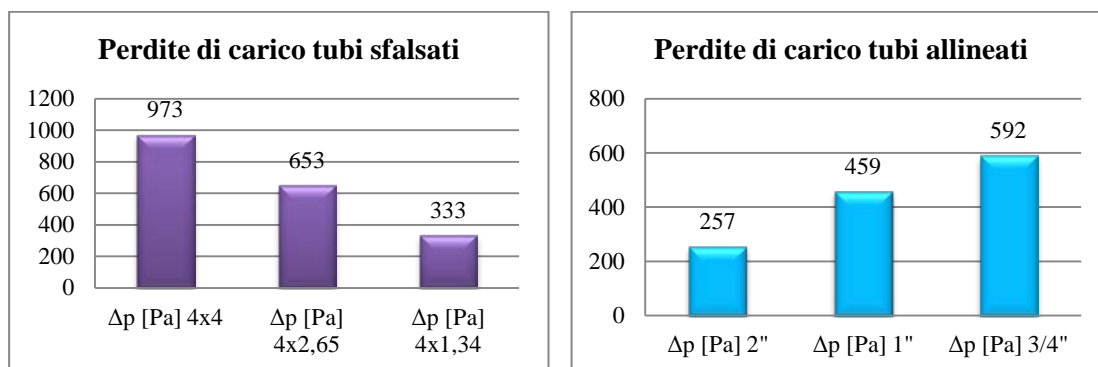 Perdite di carico tubi sfalsati
1200
1000
800
600
400
200
0
973
653
333
Δp [Pa] 4x4
Δp [Pa]
4x2,65
Δp [Pa]
4x1,34
Perdite di carico tubi allineati
800
600
400
200
0
257
459
592
Δp [Pa] 2"
Δp [Pa] 1"
Δp [Pa] 3/4"